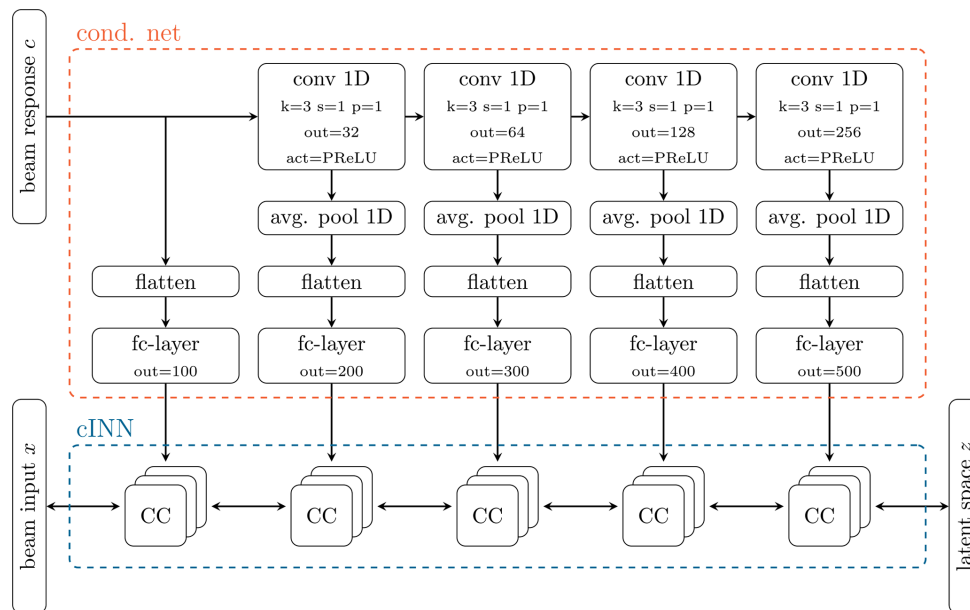 beam response c
cond. net
conv 1D
k=3 s=1 p=1
out=32
act=PReLU
conv 1D
k=3 s=1 p=1
out=64
act=PReLU
conv 1D
k=3 s=1 p=1
out=128
act=PReLU
conv 1D
k=3 s=1 p=1
out=256
act=PReLU
avg. pool 1D
avg. pool 1D
avg. pool 1D
avg. pool 1D
flatten
flatten
flatten
flatten
flatten
fc-layer
out=100
fc-layer
out=200
fc-layer
out=300
fc-layer
out=400
fc-layer
out=500
beam input x
cINN
CC
CC
CC
CC
CC
latent space z